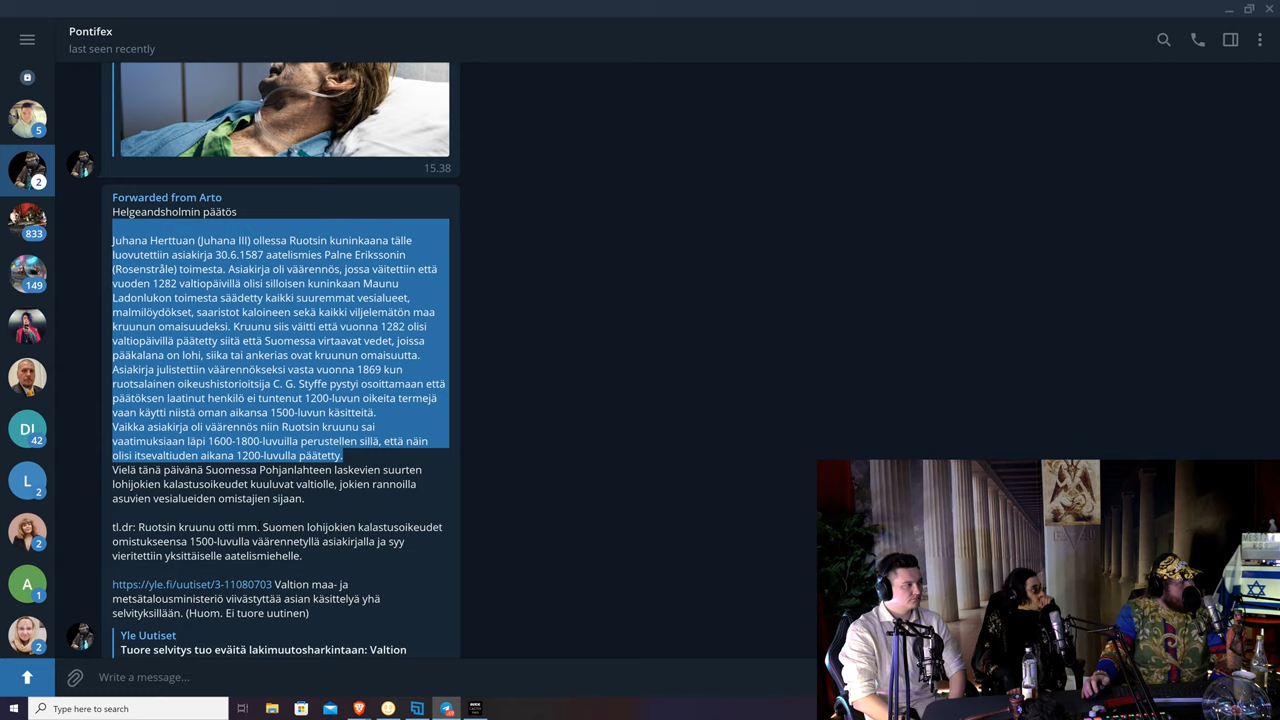 Pontifex
last seen recently
5
2
833
149
DI
42
L
2
2
A
1
2
15.38
Forwarded from Arto
Helgeandsholmin päätös
Juhana Herttuan (Juhana III) ollessa Ruotsin kuninkaana tälle
luovutettiin asiakirja 30.6.1587 aatelismies Palne Erikssonin
(Rosenstråle) toimesta. Asiakirja oli väärennös, jossa väitettiin että
vuoden 1282 valtiopäivillä olisi silloisen kuninkaan Maunu
Ladonlukon toimesta säädetty kaikki suuremmat vesialueet,
malmilöydökset, saaristot kaloineen sekä kaikki viljelemätön maa
kruunun omaisuudeksi. Kruunu siis väitti että vuonna 1282 olisi
valtiopäivillä päätetty siitä että Suomessa virtaavat vedet, joissa
pääkalana on lohi, siika tai ankerias ovat kruunun omaisuutta.
Asiakirja julistettiin väärennökseksi vasta vuonna 1869 kun
ruotsalainen oikeushistorioitsija C. G. Styffe pystyi osoittamaan että
päätöksen laatinut henkilö ei tuntenut 1200-luvun oikeita termejä
vaan käytti niistä oman aikansa 1500-luvun käsitteitä.
Vaikka asiakirja oli väärennös niin Ruotsin kruunu sai
vaatimuksiaan läpi 1600-1800-luvuilla perustellen sillä, että näin
olisi itsevaltiuden aikana 1200-luvulla päätetty.
Vielä tänä päivänä Suomessa Pohjanlahteen laskevien suurten
lohijokien kalastusoikeudet kuuluvat valtiolle, jokien rannoilla
asuvien vesialueiden omistajien sijaan.
tl.dr: Ruotsin kruunu otti mm. Suomen lohijokien kalastusoikeudet
omistukseensa 1500-luvulla väärennetyllä asiakirjalla ja syy
vieritettiin yksittäiselle aatelismiehelle.
https://yle.fi/uutiset/3-11080703 Valtion maa- ja
metsätalousministeriö viivästyttää asian käsittelyä yhä
selvityksillään. (Huom. Ei tuore uutinen)
Yle Uutiset
Tuore selvitys tuo eväitä lakimuutosharkintaan: Valtion
Write a message...
Type here to search